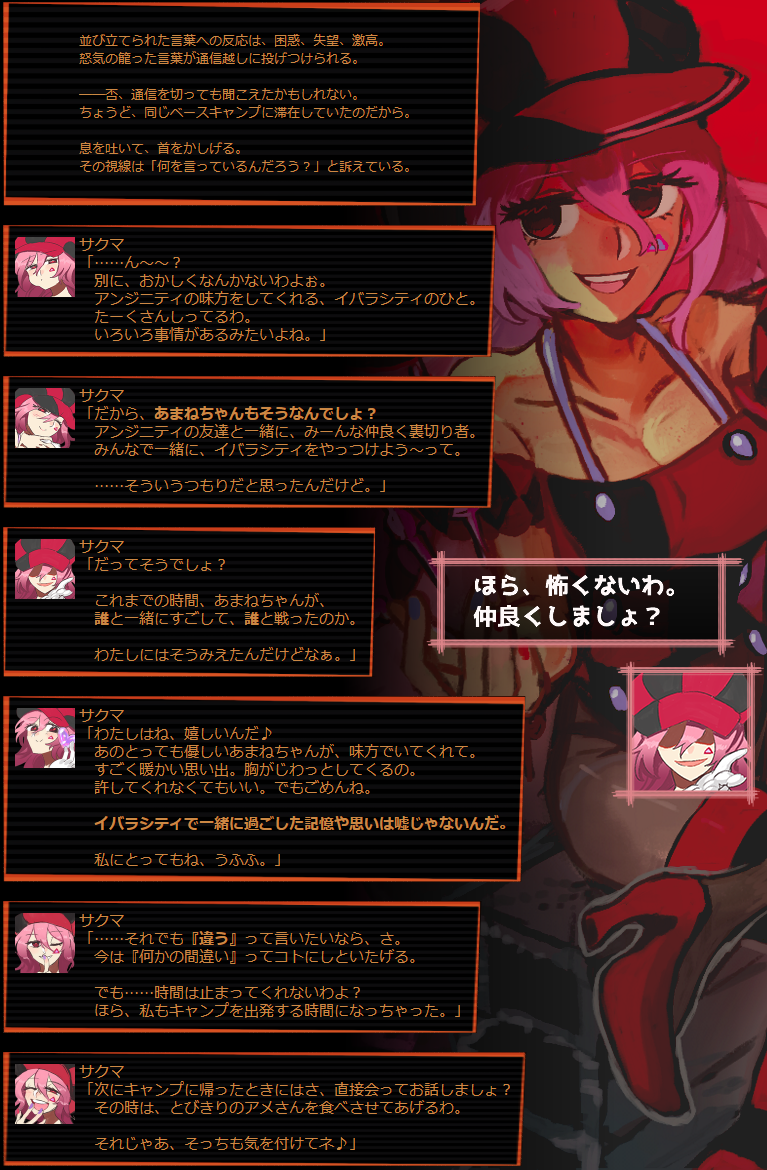 並び立てられた言葉への反応は、困惑、失望、激高。
怒気の籠った言葉が通信越しに投げつけられる。
――否、通信を切っても聞こえたかもしれない。
ちょうど、同じベースキャンプに滞在していたのだから。
息を吐いて、首をかしげる。
その視線は「何を言っているんだろう？」と訴えている。
サクマ
「……ん～～？
別に、おかしくなんかないわよぉ。
アンジニティの味方をしてくれる、イバラシティのひと。
たーくさんしってるわ。
いろいろ事情があるみたいよね。」
サクマ
「だから、あまねちゃんもそうなんでしょ？
アンジニティの友達と一緒に、みーんな仲良く裏切り者。
みんなで一緒に、イバラシティをやっつけよう～って。
……そういうつもりだと思ったんだけど。」
サクマ
「だってそうでしょ？
これまでの時間、あまねちゃんが、
誰と一緒にすごして、誰と戦ったのか。
わたしにはそうみえたんだけどなぁ。」
ほら、怖くないわ。
仲良くしましょ？
サクマ
「わたしはね、嬉しいんだ♪
あのとっても優しいあまねちゃんが、味方でいてくれて。
すごく暖かい思い出。胸がじわっとしてくるの。
許してくれなくてもいい。でもごめんね。
イバラシティで一緒に過ごした記憶や思いは嘘じゃないんだ。
私にとってもね、うふふ。」
サクマ
「……それでも『違う』って言いたいなら、さ。
今は『何かの間違い』ってコトにしといたげる。
でも……時間は止まってくれないわよ？
ほら、私もキャンプを出発する時間になっちゃった。」
サクマ
「次にキャンプに帰ったときにはさ、直接会ってお話しましょ？
その時は、とびきりのアメさんを食べさせてあげるわ。
それじゃあ、そっちも気を付けてネ♪」